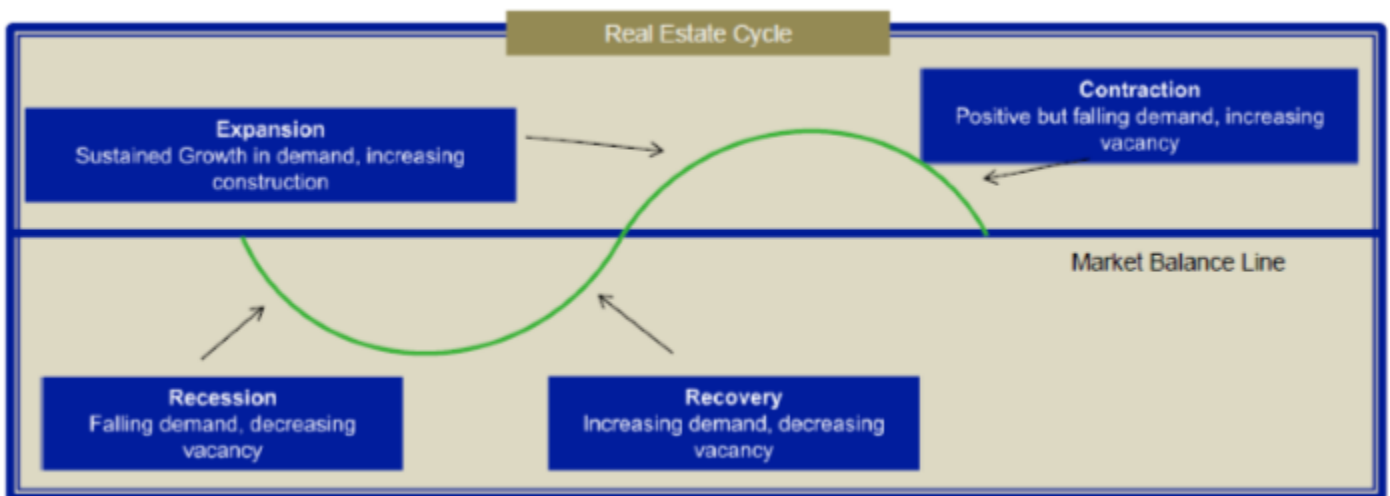 Real Estate Cycle
Expansion
Sustained Growth in demand, increasing
construction
Contraction
Positive but falling demand, increasing
vacancy
Market Balance Line
Recession
Falling demand, decreasing
vacancy
Recovery
Increasing demand, decreasing
vacancy